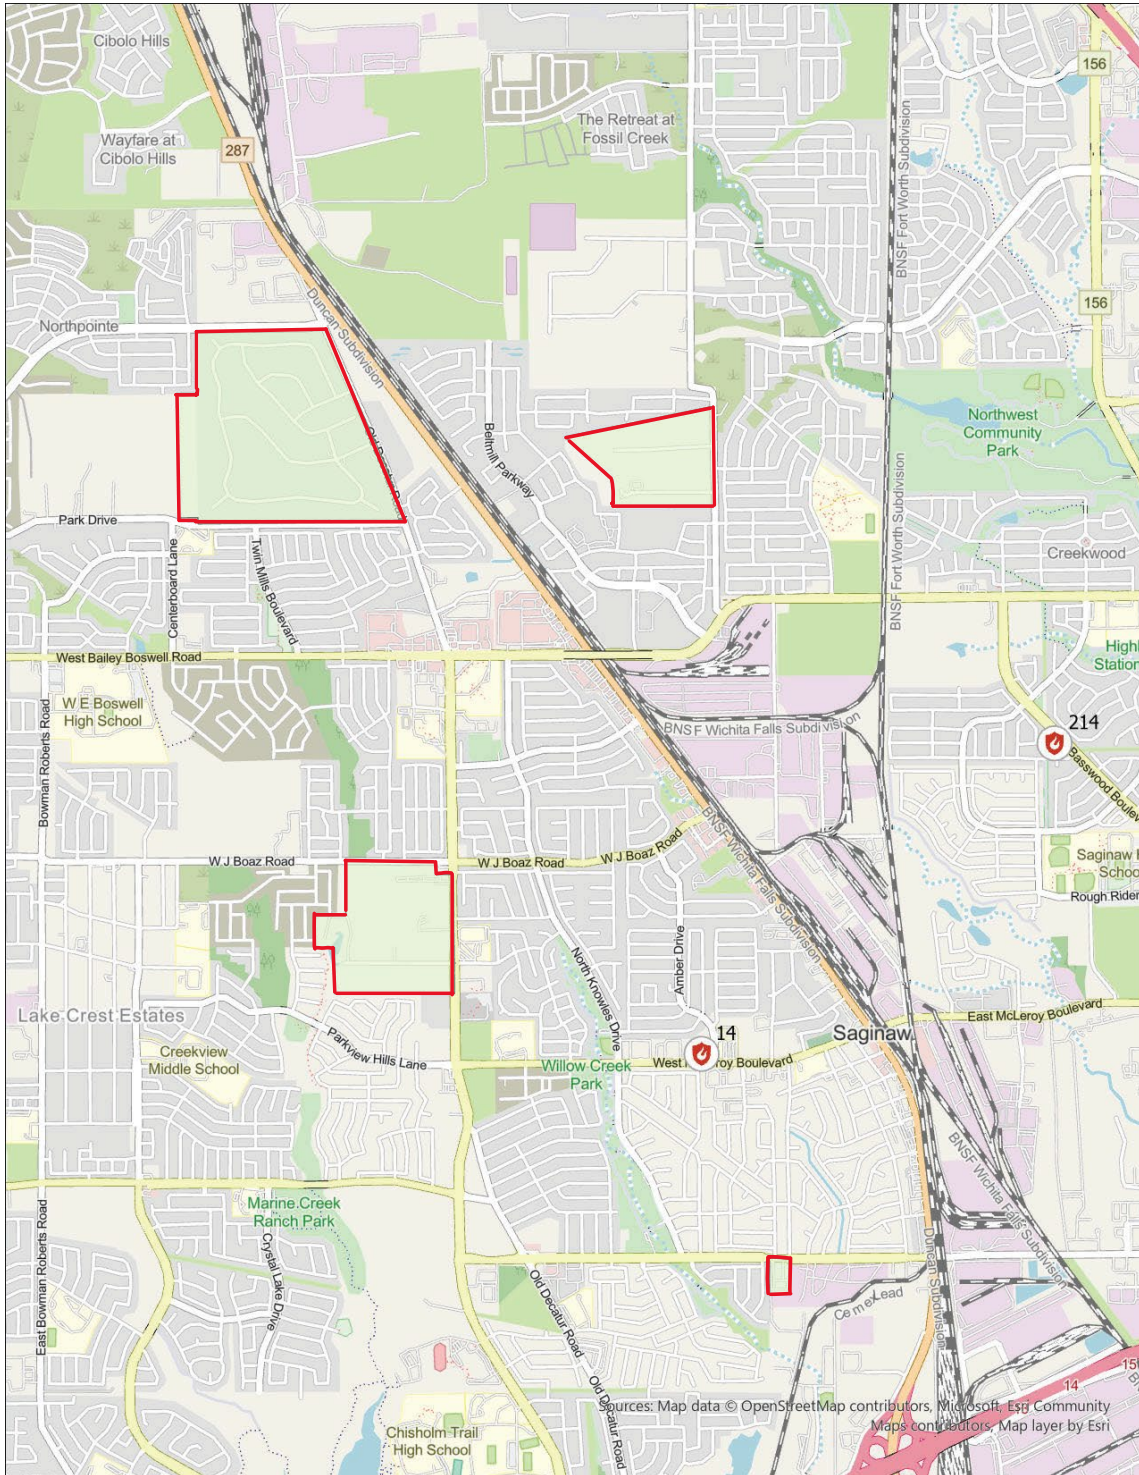 Cibolo Hills
156
The Retreat at
Fossil Creek
Wayfare at
Cibolo Hills
287
BNSF Fort Worth Subdivision
156
Duncan Subdivision
Northpointe
Northwest
Community
Park
Beltmill Parkway
BNSF Fort Worth Subdivision
Park Drive
Creekwood
Centerboard Lane
Twin Mills Boulevard
West Bailey Boswell Road
Station
W E Boswell
High School
BNSF Wichita Falls Subdivision
214
Bowman Roberts Road
W J Boaz Road
W J Boaz Road
W J Boaz Road
BNSF Wichita Falls Subdivision
Saginaw
Rough Rider
Amber Drive
North Knowles Drive
Lake Crest Estates
East McLeroy Boulevard
14
Saginaw
Parkview Hills Lane
Creekview
Middle School
Willow Creek
Park
West
roy Boulevard
BNSF Wichita Falls Subdivision
Marine Creek
Ranch Park
East Bowman Roberts Road
Crystal Lake Drive
Duncan Subdivision
Old Decatur Road
Cemex Lead
14
Old Decatur Road
Chisholm Trail
High School
Sources: Map data © OpenStreetMap contributors, Microsoft, Esri Community
Maps contributors, Map layer by Esri